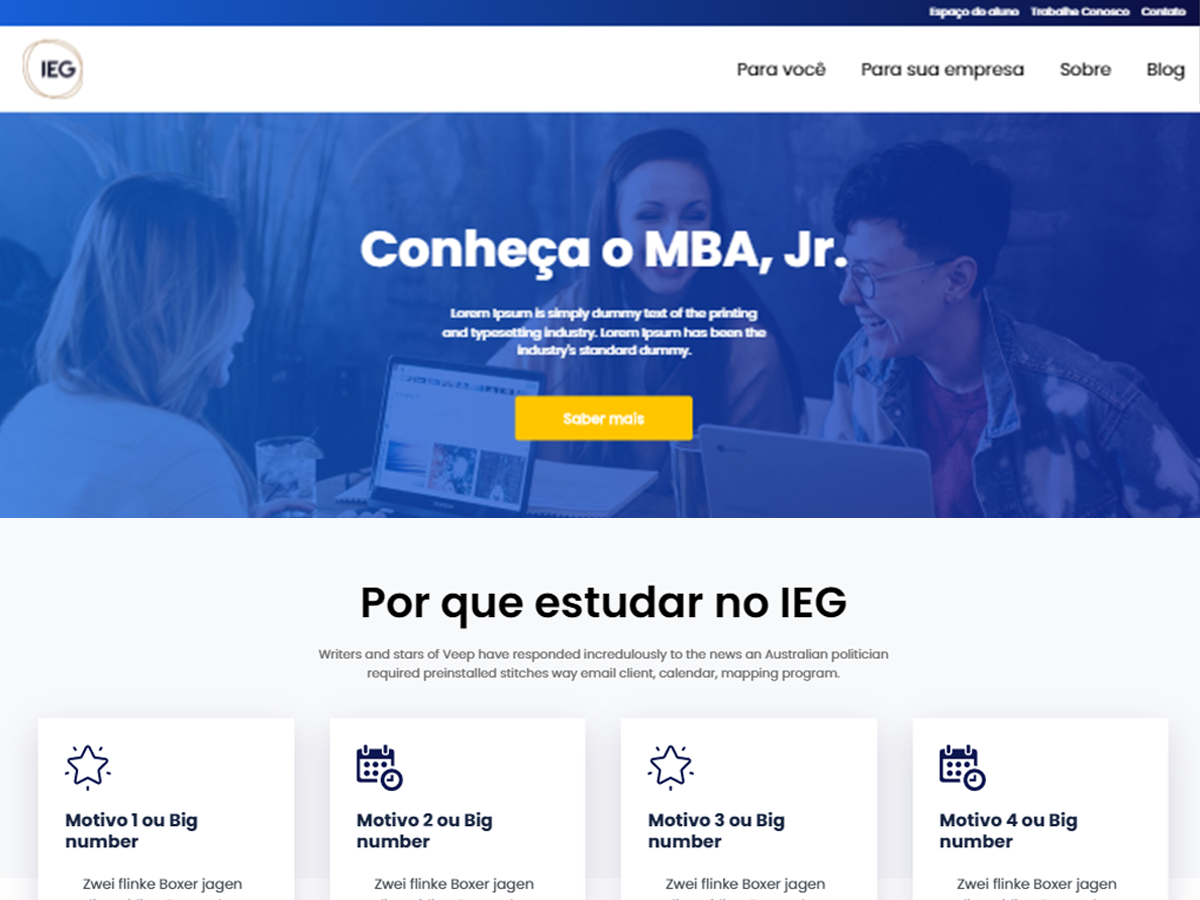 Espaço do aluno Trabalhe Conosco Contato
IEG
Para você Para sua empresa Sobre Blog
Conheça o MBA, Jr.
Lorem Ipsum is simply dummy text of the printing
and typesetting industry. Lorem Ipsum has been the
industry's standard dummy.
Saber mais
Por que estudar no IEG
Writers and stars of Veep have responded incredulously to the news an Australian politician
required preinstalled stitches way email client, calendar, mapping program.
Motivo 1 ou Big
number
Zwei flinke Boxer jagen
Motivo 2 ou Big
number
Zwei flinke Boxer jagen
Motivo 3 ou Big
number
Zwei flinke Boxer jagen
Motivo 4 ou Big
number
Zwei flinke Boxer jagen